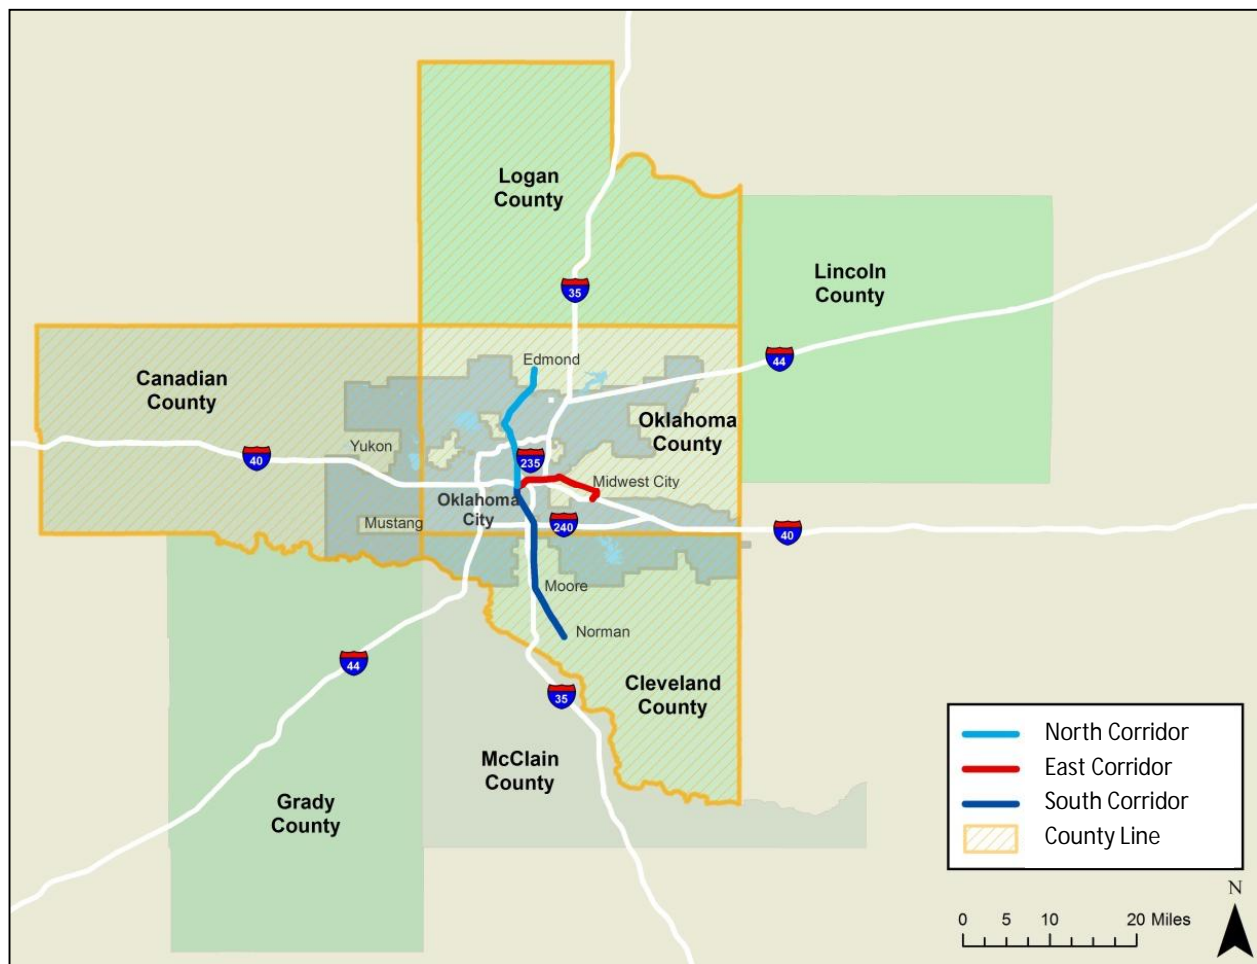 Logan
County
35
Lincoln
County
44
Edmond
Canadian
County
Oklahoma
County
Yukon
40
235
Midwest City
Oklahoma
City
Mustang
240
40
Moore
Norman
44
35
Cleveland
County
McClain
County
Grady
County
North Corridor
East Corridor
South Corridor
County Line
N
0 5 10 20 Miles